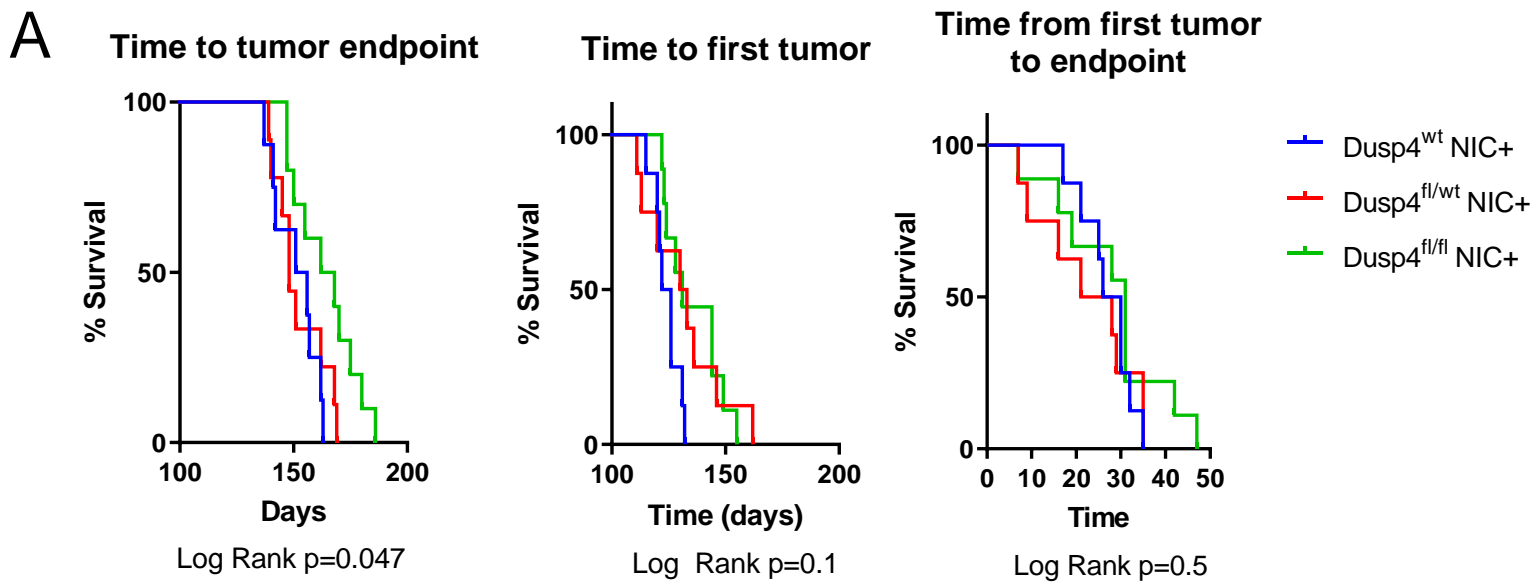 A
Time to tumor endpoint
100
50
0
% Survival
100 150 200
Days
Log Rank p=0.047
Time to first tumor
100
50
0
% Survival
100 150 200
Time (days)
Log Rank p=0.1
Time from first tumor
to endpoint
100
50
0
% Survival
0 10 20 30 40 50
Time
Log Rank p=0.5
Dusp4wt NIC+
Dusp4fl/wt NIC+
Dusp4fl/fl NIC+